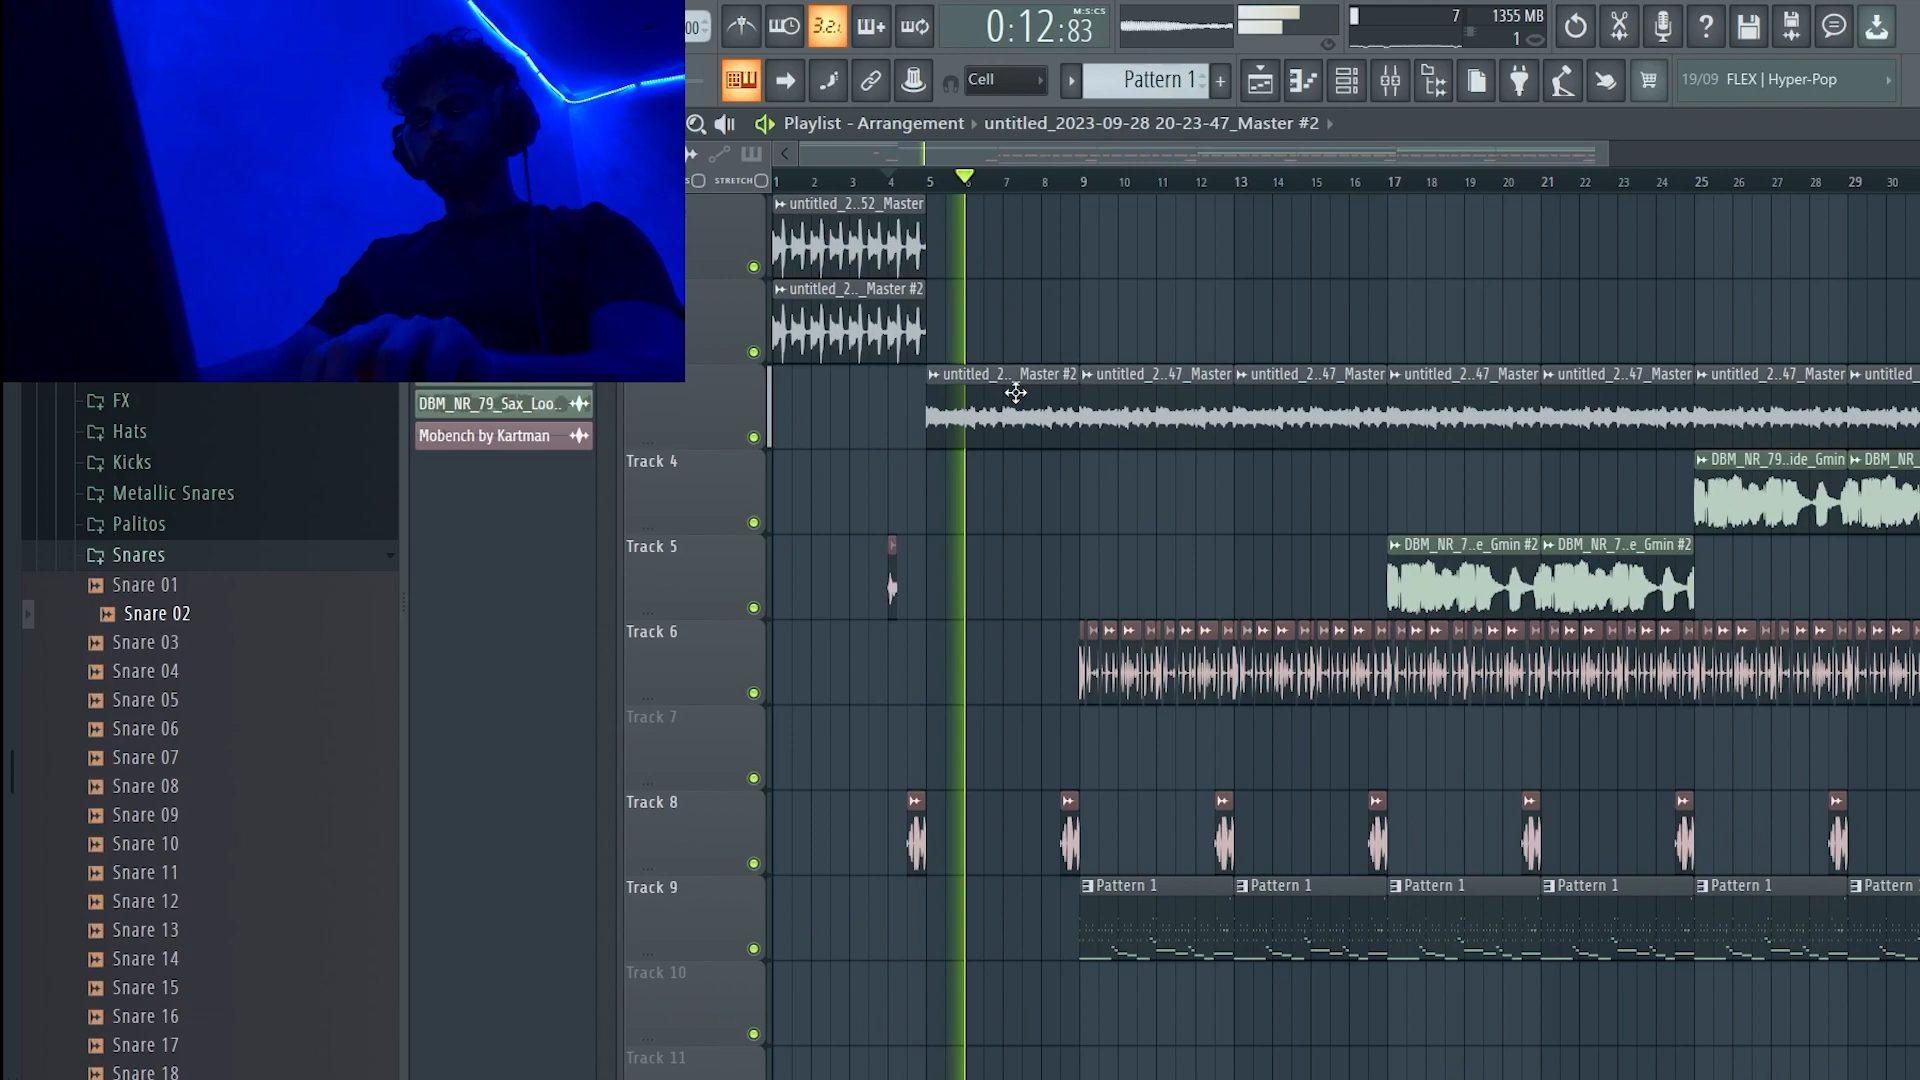 00
3.2.
0:12:83
M:S:CS
7
1355 MB
1
Cell
Pattern 1
+
19/09 FLEX | Hyper-Pop
Playlist - Arrangement › untitled_2023-09-28 20-23-47_Master #2 ›
S STRETCH
1 2 3 4 5 6 7 8 9 10 11 12 13 14 15 16 17 18 19 20 21 22 23 24 25 26 27 28 29 30
untitled_2..52_Master
untitled_2.._Master #2
untitled_2.._Master #2 untitled_2..47_Master untitled_2..47_Master untitled_2..47_Master untitled_2..47_Master untitled_2..47_Master untitled_
FX
Hats
Kicks
Metallic Snares
Palitos
Snares
Snare 01
Snare 02
Snare 03
Snare 04
Snare 05
Snare 06
Snare 07
Snare 08
Snare 09
Snare 10
Snare 11
Snare 12
Snare 13
Snare 14
Snare 15
Snare 16
Snare 17
Snare 18
DBM_NR_79_Sax_Loo..
Mobench by Kartman
Track 4
DBM_NR_79..ide_Gmin DBM_NR_
Track 5
DBM_NR_7..e_Gmin #2 DBM_NR_7..e_Gmin #2
Track 6
Track 7
Track 8
Track 9
Pattern 1 Pattern 1 Pattern 1 Pattern 1 Pattern 1 Pattern
Track 10
Track 11